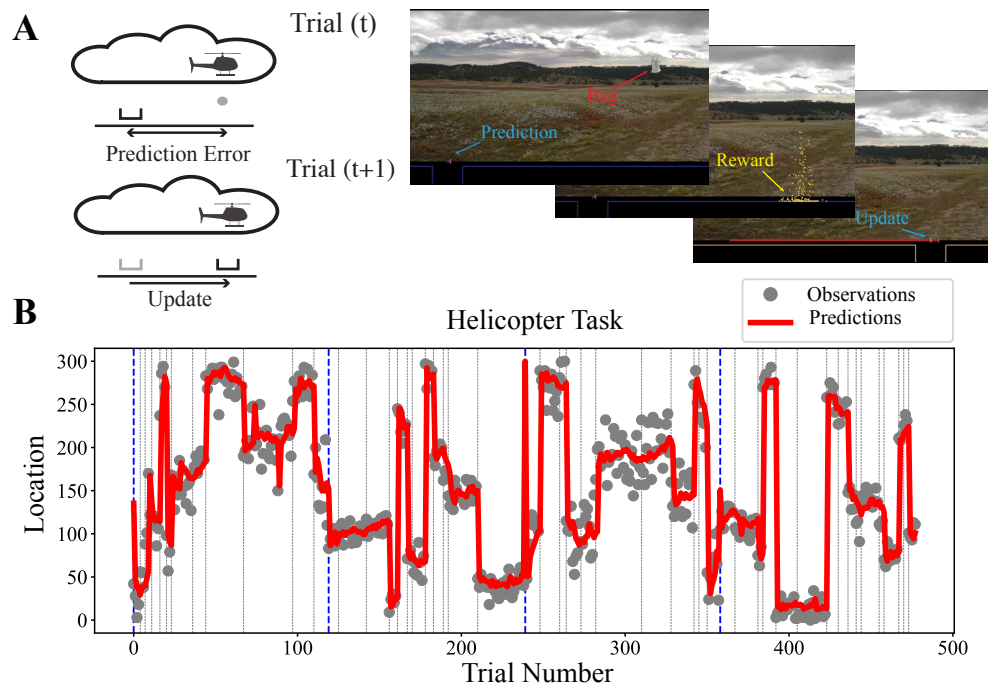 A
Trial (t)
Prediction Error
Trial (t+1)
Update
Bag
Prediction
Reward
Update
B
Helicopter Task
Observations
Predictions
Location
300
250
200
150
100
50
0
0 100 200 300 400 500
Trial Number